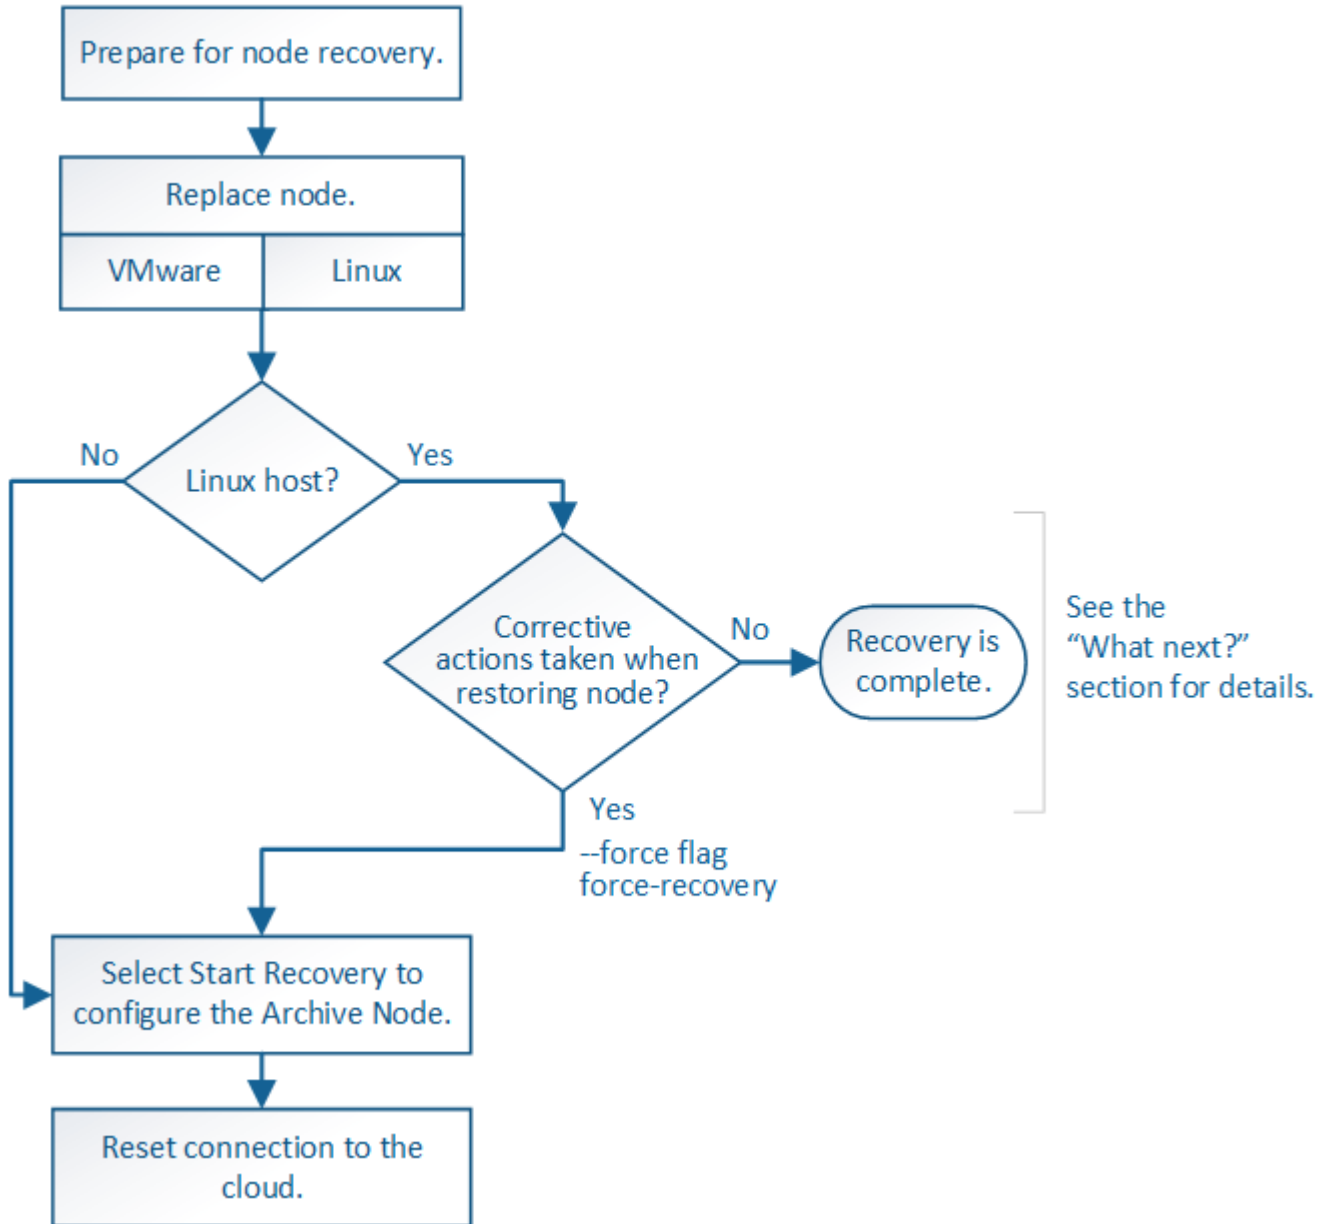 Prepare for node recovery.
Replace node.
VMware
Linux
No
Yes
Linux host?
Corrective
actions taken when
restoring node?
No
Recovery is
complete.
See the
“What next?”
section for details.
Yes
--force flag
force-recovery
Select Start Recovery to
configure the Archive Node.
Reset connection to the
cloud.